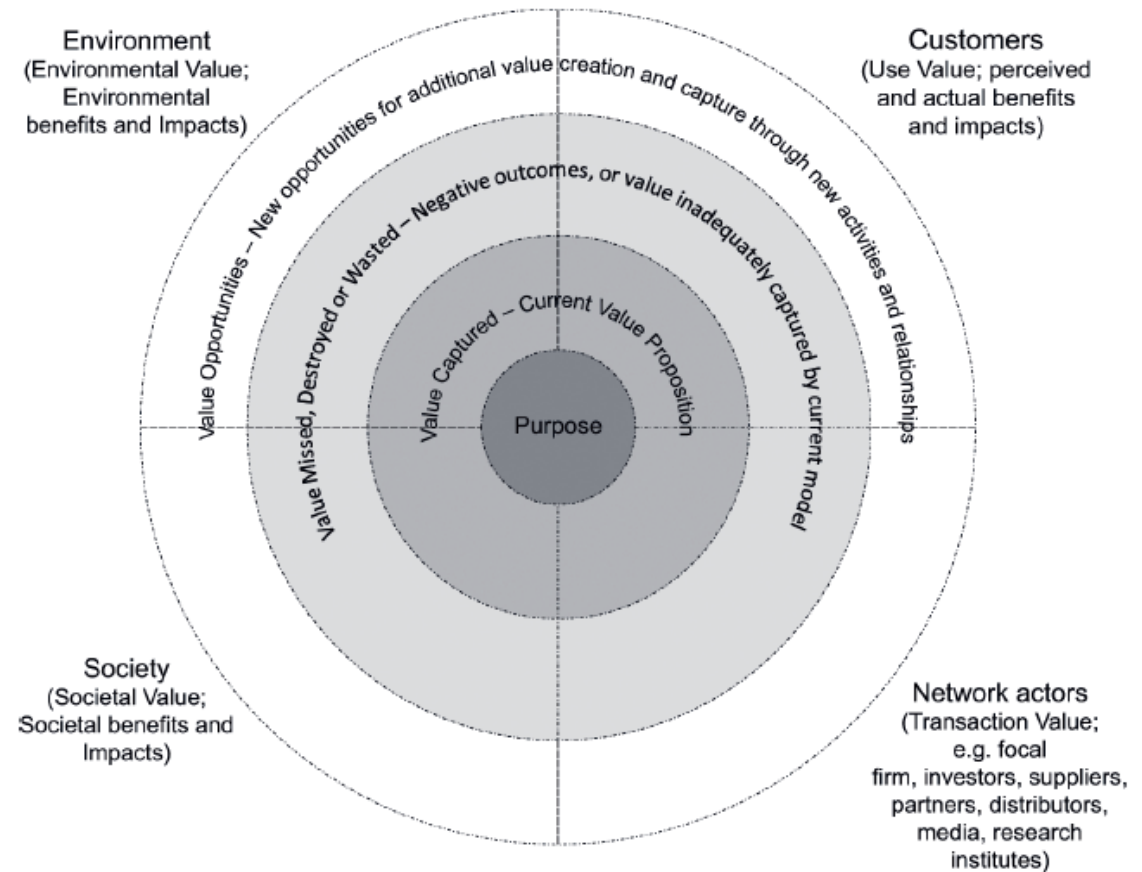 Environment
(Environmental Value;
Environmental
benefits and Impacts)
Customers
(Use Value; perceived
and actual benefits
and impacts)
Value Opportunities – New opportunities for additional value creation and capture through new activities and relationships
Value Missed, Destroyed or Wasted – Negative outcomes, or value inadequately captured by current model
Value Captured – Current Value Proposition
Purpose
Society
(Societal Value;
Societal benefits and
Impacts)
Network actors
(Transaction Value;
e.g. focal
firm, investors, suppliers,
partners, distributors,
media, research
institutes)